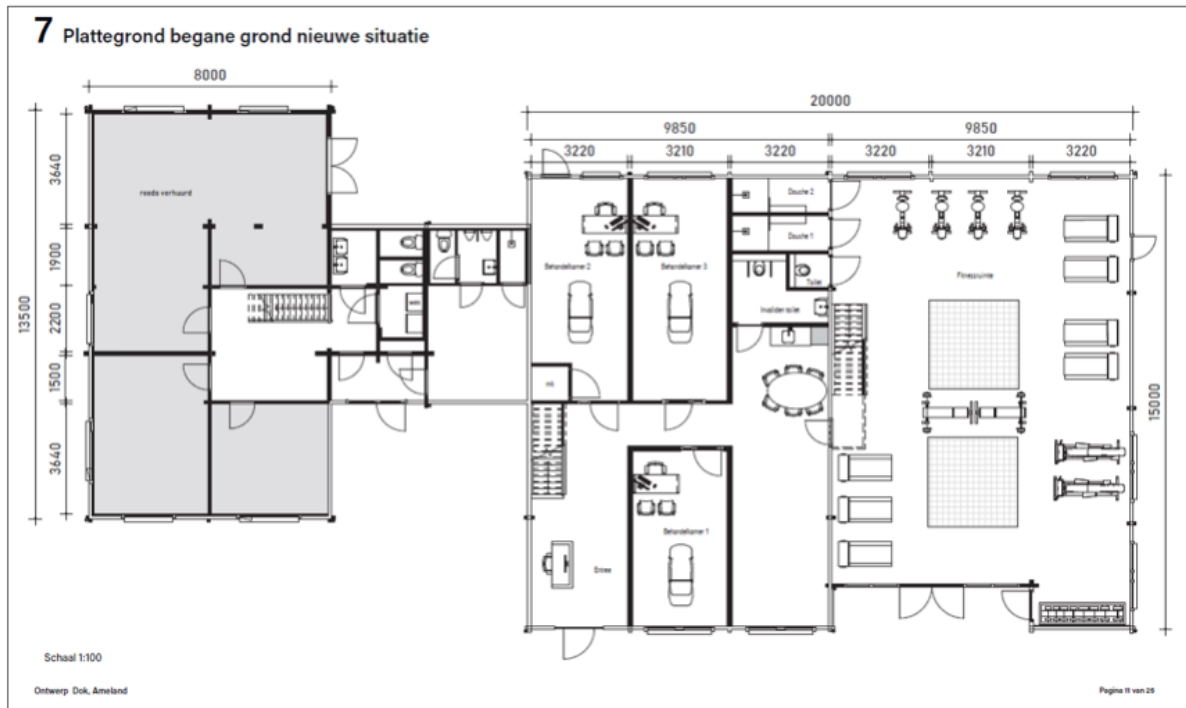 7 Plattegrond begane grond nieuwe situatie
8000
20000
9850
9850
3220
3210
3220
3220
3210
3220
13500
3640
1900
2200
1500
3640
15000
reeds verhuurd
Douche 2
Douche 1
Behandelkamer 2
Behandelkamer 3
Fitnessruimte
Toilet
Invaliden toilet
mk
Behandelkamer 1
Entree
Schaal 1:100
Ontwerp Dok, Ameland
Pagina 11 van 26